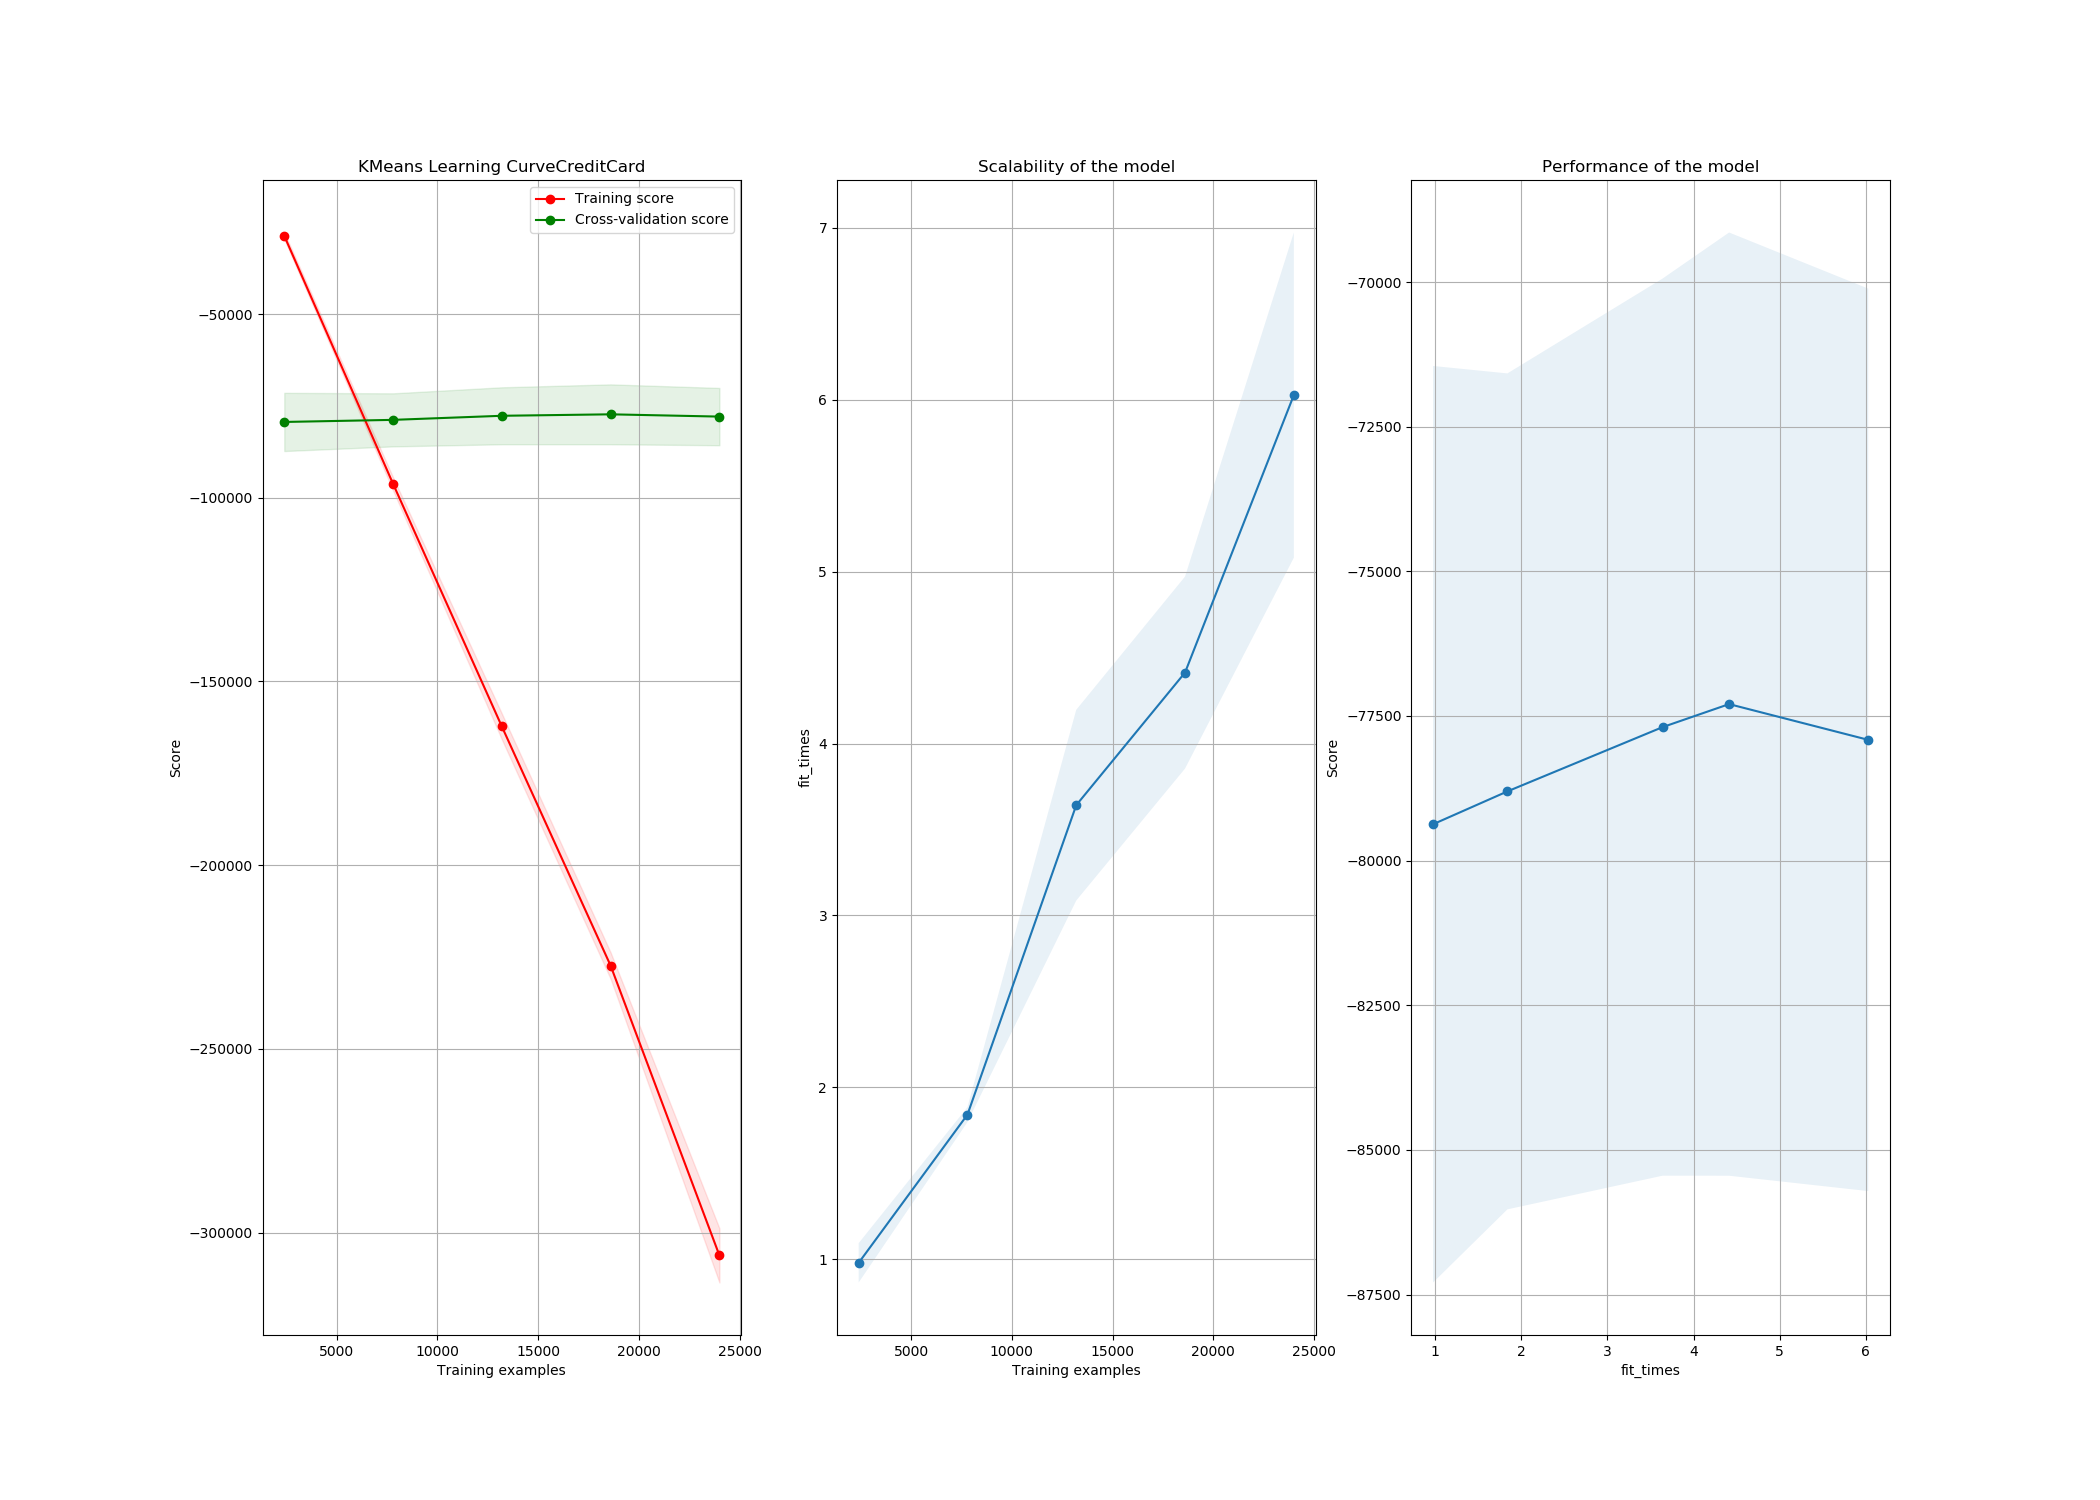 KMeans Learning CurveCreditCard
Training score
Cross-validation score
−50000
−100000
−150000
−200000
−250000
−300000
Score
5000 10000 15000 20000 25000
Training examples
Scalability of the model
7
6
5
4
3
2
1
fit_times
5000 10000 15000 20000 25000
Training examples
Performance of the model
−70000
−72500
−75000
−77500
−80000
−82500
−85000
−87500
Score
1 2 3 4 5 6
fit_times